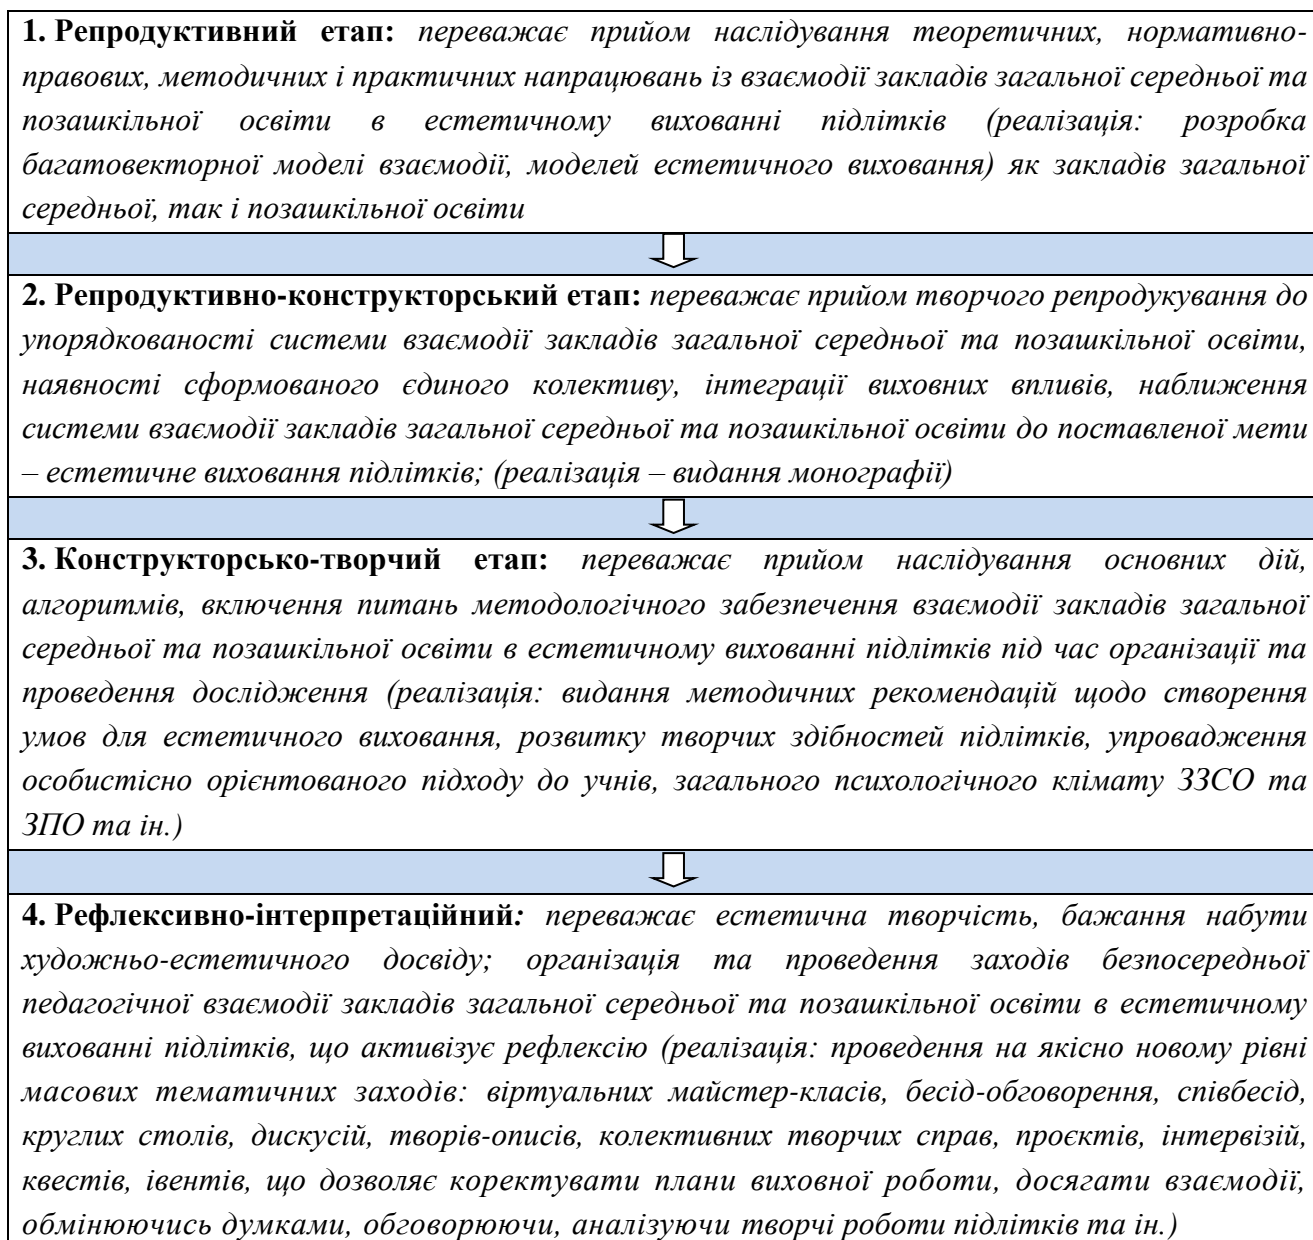 1. Репродуктивний етап: переважає прийом наслідування теоретичних, нормативно-
правових, методичних і практичних напрацювань із взаємодії закладів загальної середньої та
позашкільної освіти в естетичному вихованні підлітків (реалізація: розробка
багатовекторної моделі взаємодії, моделей естетичного виховання) як закладів загальної
середньої, так і позашкільної освіти
2. Репродуктивно-конструкторський етап: переважає прийом творчого репродукування до
упорядкованості системи взаємодії закладів загальної середньої та позашкільної освіти,
наявності сформованого єдиного колективу, інтеграції виховних впливів, наближення
системи взаємодії закладів загальної середньої та позашкільної освіти до поставленої мети
– естетичне виховання підлітків; (реалізація – видання монографії)
3. Конструкторсько-творчий етап: переважає прийом наслідування основних дій,
алгоритмів, включення питань методологічного забезпечення взаємодії закладів загальної
середньої та позашкільної освіти в естетичному вихованні підлітків під час організації та
проведення дослідження (реалізація: видання методичних рекомендацій щодо створення
умов для естетичного виховання, розвитку творчих здібностей підлітків, упровадження
особистісно орієнтованого підходу до учнів, загального психологічного клімату ЗЗСО та
ЗПО та ін.)
4. Рефлексивно-інтерпретаційний: переважає естетична творчість, бажання набути
художньо-естетичного досвіду; організація та проведення заходів безпосередньої
педагогічної взаємодії закладів загальної середньої та позашкільної освіти в естетичному
вихованні підлітків, що активізує рефлексію (реалізація: проведення на якісно новому рівні
масових тематичних заходів: віртуальних майстер-класів, бесід-обговорення, співбесід,
круглих столів, дискусій, творів-описів, колективних творчих справ, проєктів, інтервізій,
квестів, івентів, що дозволяє коректувати плани виховної роботи, досягати взаємодії,
обмінюючись думками, обговорюючи, аналізуючи творчі роботи підлітків та ін.)